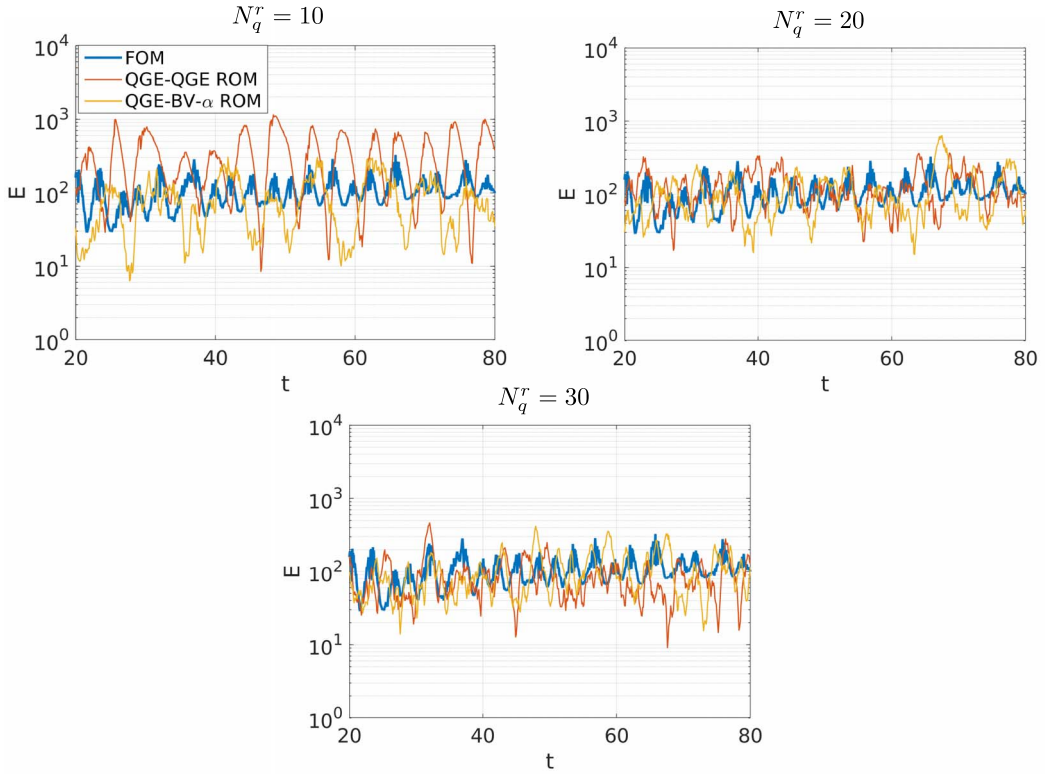 N_q^r = 10
10^4
10^3
10^2
10^1
10^0
E
FOM
QGE-QGE ROM
QGE-BV-α ROM
20 40 60 80
t
N_q^r = 20
10^4
10^3
10^2
10^1
10^0
E
20 40 60 80
t
N_q^r = 30
10^4
10^3
10^2
10^1
10^0
E
20 40 60 80
t